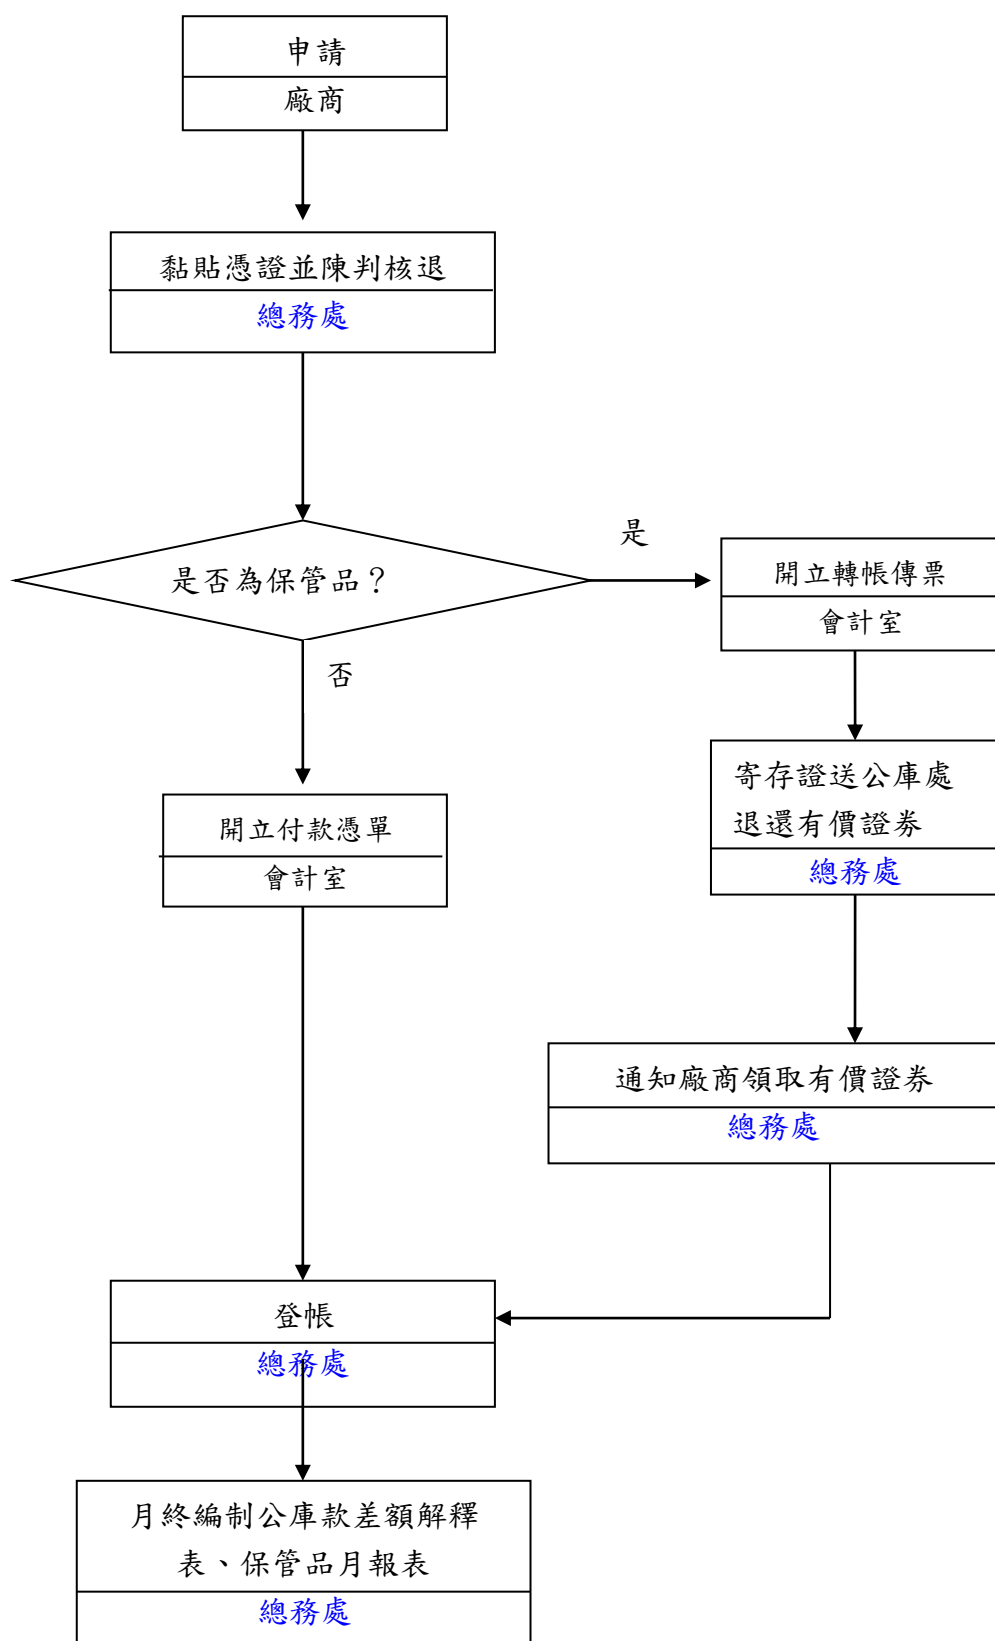 申請
廠商
黏貼憑證並陳判核退
總務處
是否為保管品？
是
開立轉帳傳票
會計室
否
寄存證送公庫處
退還有價證券
總務處
開立付款憑單
會計室
通知廠商領取有價證券
總務處
登帳
總務處
月終編制公庫款差額解釋
表、保管品月報表
總務處